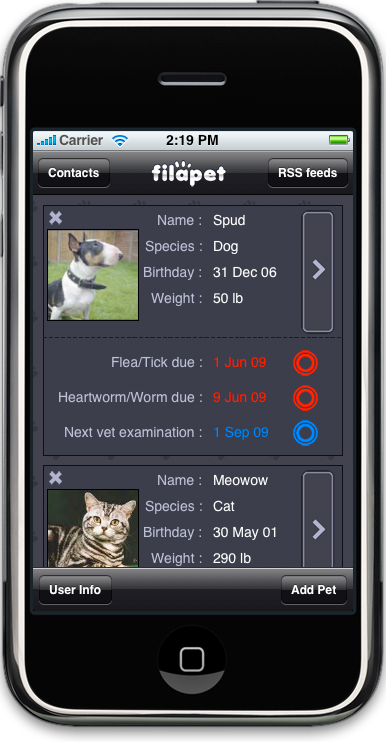 Carrier 2:19 PM
Contacts filapet RSS feeds
Name : Spud
Species : Dog
Birthday : 31 Dec 06
Weight : 50 lb
Flea/Tick due : 1 Jun 09
Heartworm/Worm due : 9 Jun 09
Next vet examination : 1 Sep 09
Name : Meowow
Species : Cat
Birthday : 30 May 01
Weight : 290 lb
User Info Add Pet